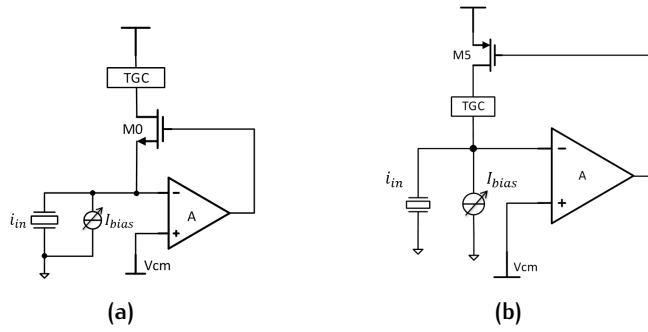 TGC
M0
i_in
I_bias
A
−
+
Vcm
(a)
M5
TGC
i_in
I_bias
A
−
+
Vcm
(b)